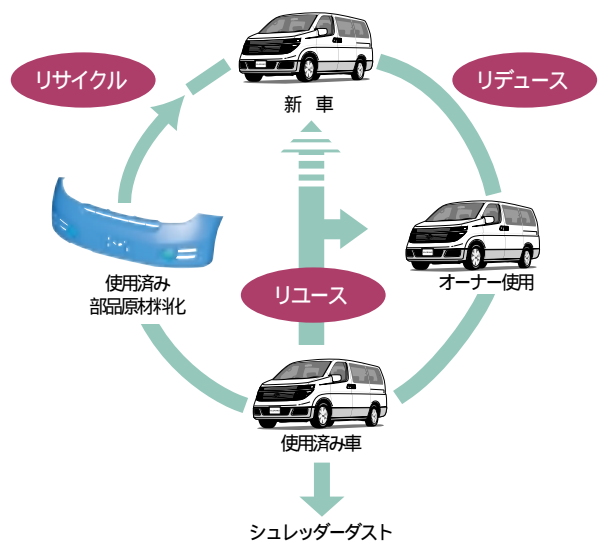 リサイクル
リデュース
新 車
使用済み
部品原材料化
オーナー使用
リユース
使用済み車
シュレッダーダスト